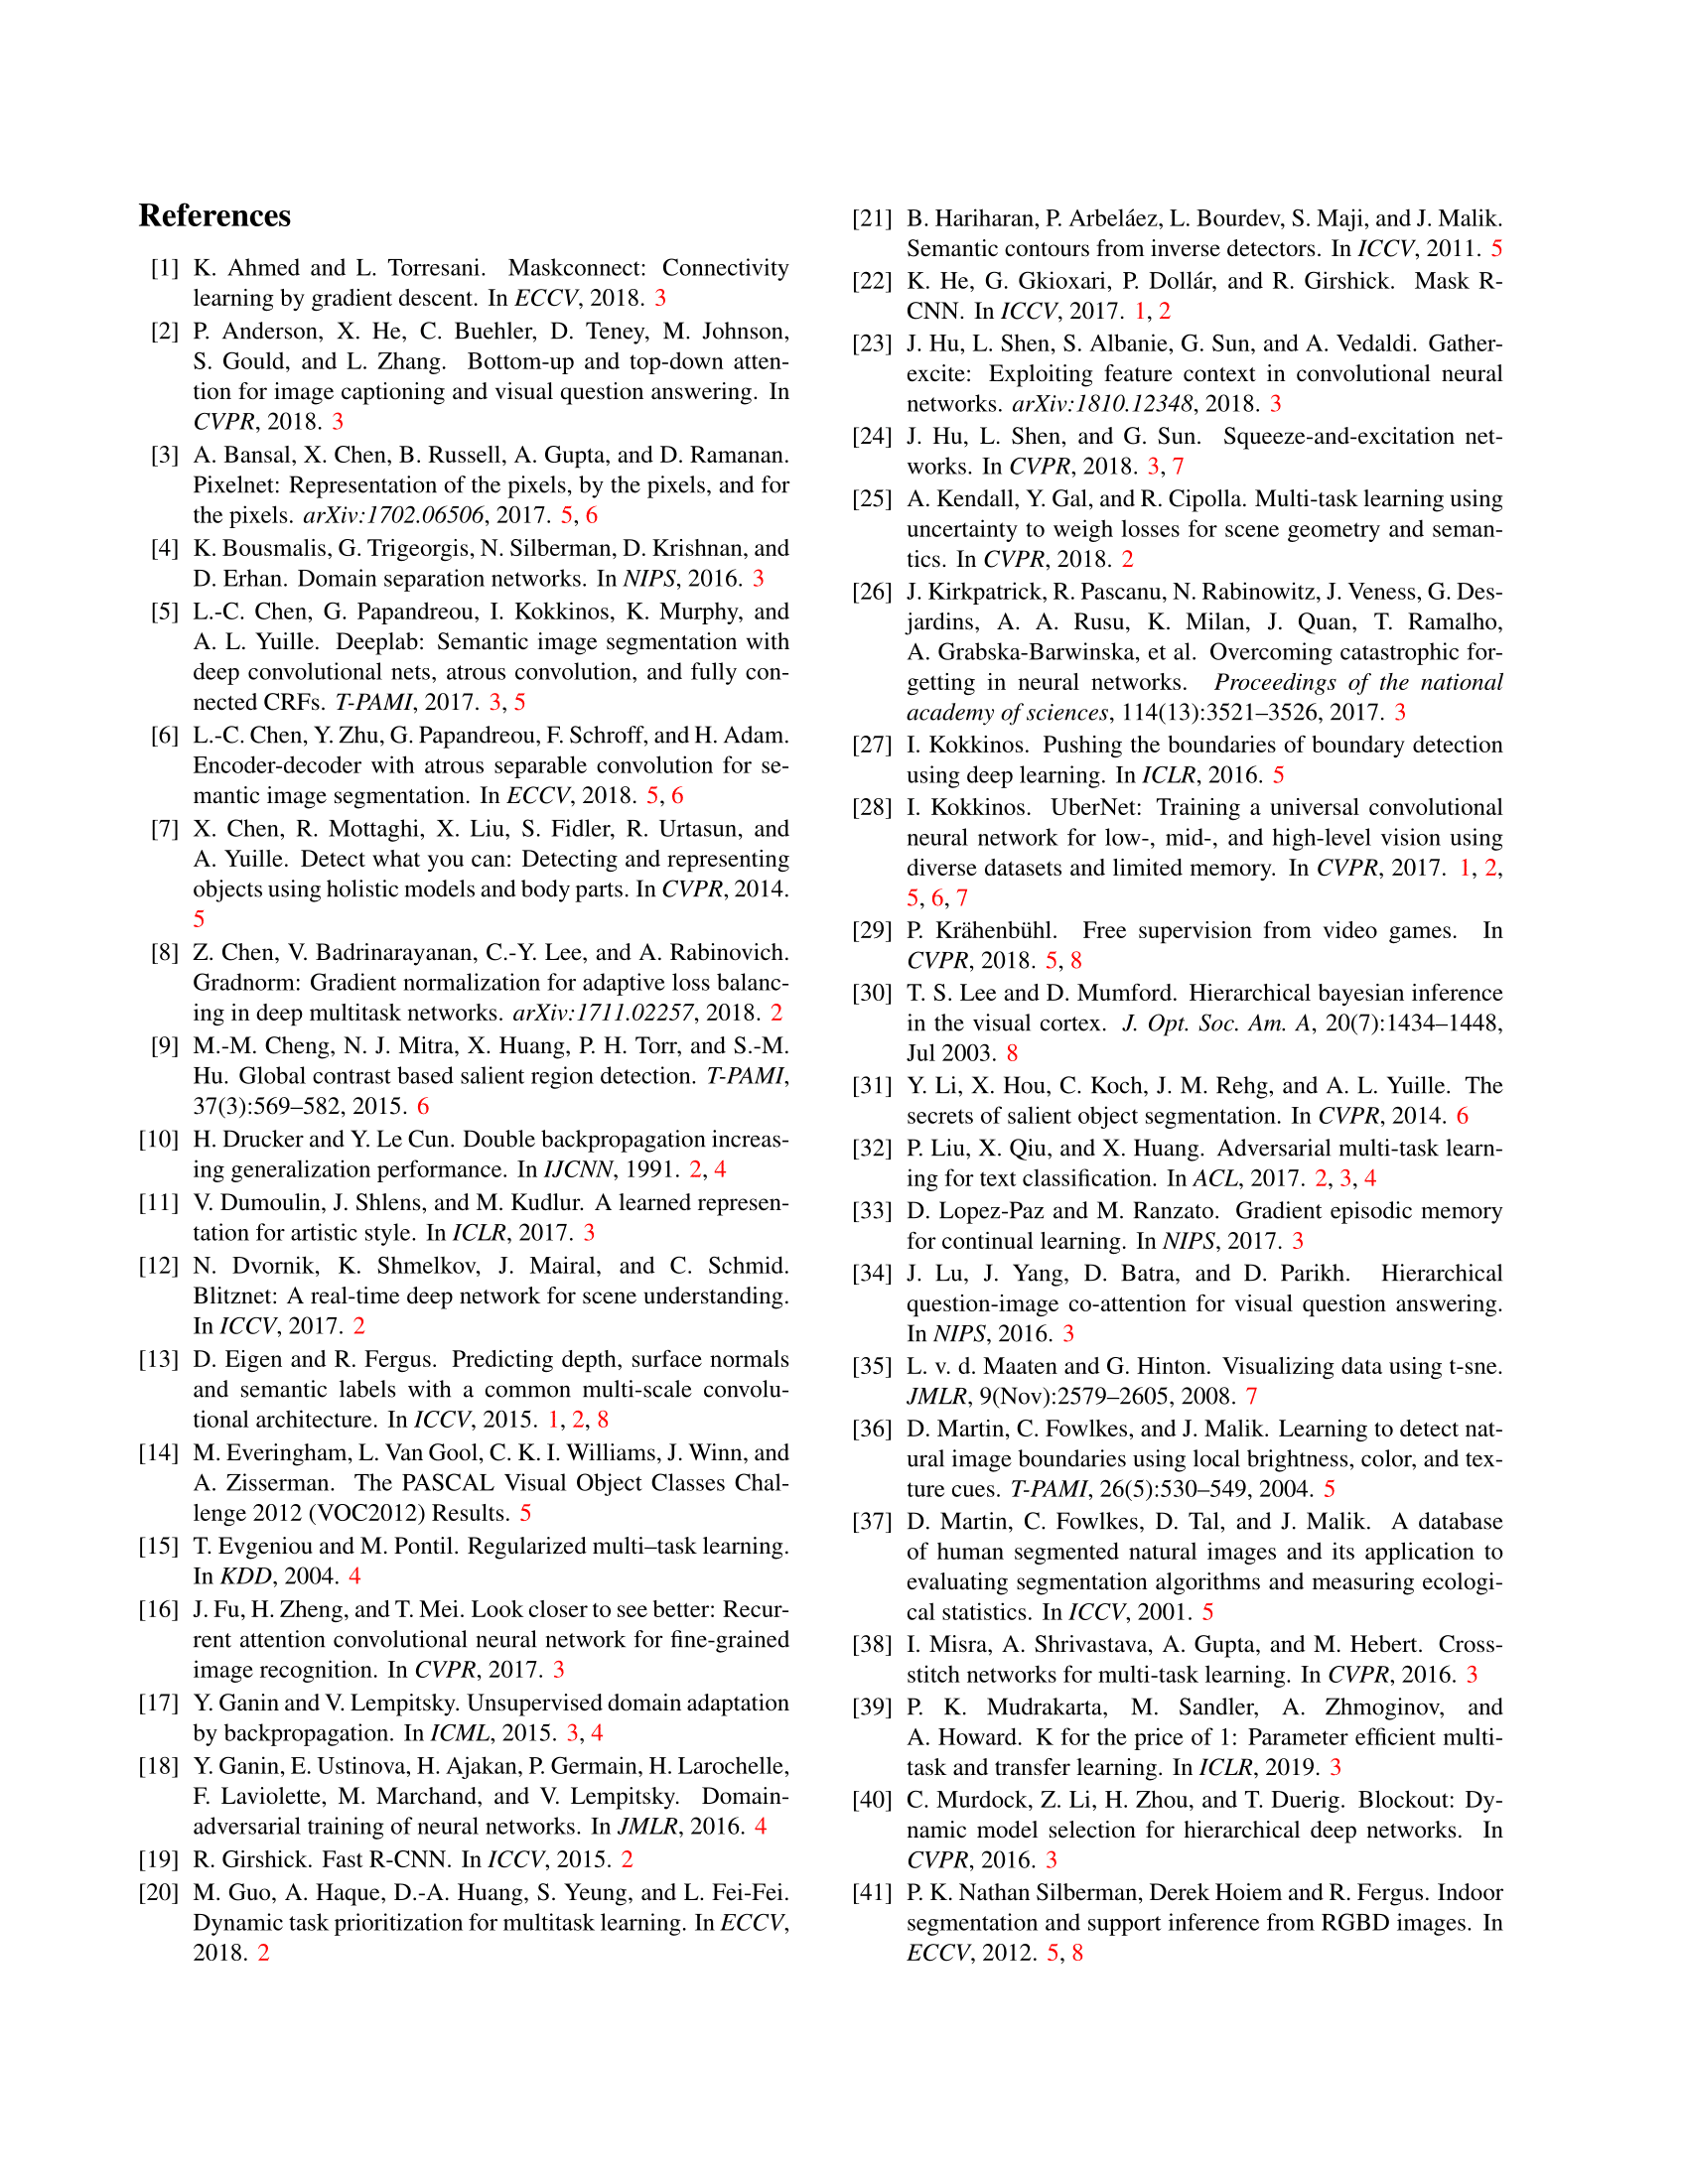 References
[1] K. Ahmed and L. Torresani. Maskconnect: Connectivity
learning by gradient descent. In ECCV, 2018. 3
[2] P. Anderson, X. He, C. Buehler, D. Teney, M. Johnson,
S. Gould, and L. Zhang. Bottom-up and top-down atten-
tion for image captioning and visual question answering. In
CVPR, 2018. 3
[3] A. Bansal, X. Chen, B. Russell, A. Gupta, and D. Ramanan.
Pixelnet: Representation of the pixels, by the pixels, and for
the pixels. arXiv:1702.06506, 2017. 5, 6
[4] K. Bousmalis, G. Trigeorgis, N. Silberman, D. Krishnan, and
D. Erhan. Domain separation networks. In NIPS, 2016. 3
[5] L.-C. Chen, G. Papandreou, I. Kokkinos, K. Murphy, and
A. L. Yuille. Deeplab: Semantic image segmentation with
deep convolutional nets, atrous convolution, and fully con-
nected CRFs. T-PAMI, 2017. 3, 5
[6] L.-C. Chen, Y. Zhu, G. Papandreou, F. Schroff, and H. Adam.
Encoder-decoder with atrous separable convolution for se-
mantic image segmentation. In ECCV, 2018. 5, 6
[7] X. Chen, R. Mottaghi, X. Liu, S. Fidler, R. Urtasun, and
A. Yuille. Detect what you can: Detecting and representing
objects using holistic models and body parts. In CVPR, 2014.
5
[8] Z. Chen, V. Badrinarayanan, C.-Y. Lee, and A. Rabinovich.
Gradnorm: Gradient normalization for adaptive loss balanc-
ing in deep multitask networks. arXiv:1711.02257, 2018. 2
[9] M.-M. Cheng, N. J. Mitra, X. Huang, P. H. Torr, and S.-M.
Hu. Global contrast based salient region detection. T-PAMI,
37(3):569–582, 2015. 6
[10] H. Drucker and Y. Le Cun. Double backpropagation increas-
ing generalization performance. In IJCNN, 1991. 2, 4
[11] V. Dumoulin, J. Shlens, and M. Kudlur. A learned represen-
tation for artistic style. In ICLR, 2017. 3
[12] N. Dvornik, K. Shmelkov, J. Mairal, and C. Schmid.
Blitznet: A real-time deep network for scene understanding.
In ICCV, 2017. 2
[13] D. Eigen and R. Fergus. Predicting depth, surface normals
and semantic labels with a common multi-scale convolu-
tional architecture. In ICCV, 2015. 1, 2, 8
[14] M. Everingham, L. Van Gool, C. K. I. Williams, J. Winn, and
A. Zisserman. The PASCAL Visual Object Classes Chal-
lenge 2012 (VOC2012) Results. 5
[15] T. Evgeniou and M. Pontil. Regularized multi–task learning.
In KDD, 2004. 4
[16] J. Fu, H. Zheng, and T. Mei. Look closer to see better: Recur-
rent attention convolutional neural network for fine-grained
image recognition. In CVPR, 2017. 3
[17] Y. Ganin and V. Lempitsky. Unsupervised domain adaptation
by backpropagation. In ICML, 2015. 3, 4
[18] Y. Ganin, E. Ustinova, H. Ajakan, P. Germain, H. Larochelle,
F. Laviolette, M. Marchand, and V. Lempitsky. Domain-
adversarial training of neural networks. In JMLR, 2016. 4
[19] R. Girshick. Fast R-CNN. In ICCV, 2015. 2
[20] M. Guo, A. Haque, D.-A. Huang, S. Yeung, and L. Fei-Fei.
Dynamic task prioritization for multitask learning. In ECCV,
2018. 2
[21] B. Hariharan, P. Arbeláez, L. Bourdev, S. Maji, and J. Malik.
Semantic contours from inverse detectors. In ICCV, 2011. 5
[22] K. He, G. Gkioxari, P. Dollár, and R. Girshick. Mask R-
CNN. In ICCV, 2017. 1, 2
[23] J. Hu, L. Shen, S. Albanie, G. Sun, and A. Vedaldi. Gather-
excite: Exploiting feature context in convolutional neural
networks. arXiv:1810.12348, 2018. 3
[24] J. Hu, L. Shen, and G. Sun. Squeeze-and-excitation net-
works. In CVPR, 2018. 3, 7
[25] A. Kendall, Y. Gal, and R. Cipolla. Multi-task learning using
uncertainty to weigh losses for scene geometry and seman-
tics. In CVPR, 2018. 2
[26] J. Kirkpatrick, R. Pascanu, N. Rabinowitz, J. Veness, G. Des-
jardins, A. A. Rusu, K. Milan, J. Quan, T. Ramalho,
A. Grabska-Barwinska, et al. Overcoming catastrophic for-
getting in neural networks. Proceedings of the national
academy of sciences, 114(13):3521–3526, 2017. 3
[27] I. Kokkinos. Pushing the boundaries of boundary detection
using deep learning. In ICLR, 2016. 5
[28] I. Kokkinos. UberNet: Training a universal convolutional
neural network for low-, mid-, and high-level vision using
diverse datasets and limited memory. In CVPR, 2017. 1, 2,
5, 6, 7
[29] P. Krähenbühl. Free supervision from video games. In
CVPR, 2018. 5, 8
[30] T. S. Lee and D. Mumford. Hierarchical bayesian inference
in the visual cortex. J. Opt. Soc. Am. A, 20(7):1434–1448,
Jul 2003. 8
[31] Y. Li, X. Hou, C. Koch, J. M. Rehg, and A. L. Yuille. The
secrets of salient object segmentation. In CVPR, 2014. 6
[32] P. Liu, X. Qiu, and X. Huang. Adversarial multi-task learn-
ing for text classification. In ACL, 2017. 2, 3, 4
[33] D. Lopez-Paz and M. Ranzato. Gradient episodic memory
for continual learning. In NIPS, 2017. 3
[34] J. Lu, J. Yang, D. Batra, and D. Parikh. Hierarchical
question-image co-attention for visual question answering.
In NIPS, 2016. 3
[35] L. v. d. Maaten and G. Hinton. Visualizing data using t-sne.
JMLR, 9(Nov):2579–2605, 2008. 7
[36] D. Martin, C. Fowlkes, and J. Malik. Learning to detect nat-
ural image boundaries using local brightness, color, and tex-
ture cues. T-PAMI, 26(5):530–549, 2004. 5
[37] D. Martin, C. Fowlkes, D. Tal, and J. Malik. A database
of human segmented natural images and its application to
evaluating segmentation algorithms and measuring ecologi-
cal statistics. In ICCV, 2001. 5
[38] I. Misra, A. Shrivastava, A. Gupta, and M. Hebert. Cross-
stitch networks for multi-task learning. In CVPR, 2016. 3
[39] P. K. Mudrakarta, M. Sandler, A. Zhmoginov, and
A. Howard. K for the price of 1: Parameter efficient multi-
task and transfer learning. In ICLR, 2019. 3
[40] C. Murdock, Z. Li, H. Zhou, and T. Duerig. Blockout: Dy-
namic model selection for hierarchical deep networks. In
CVPR, 2016. 3
[41] P. K. Nathan Silberman, Derek Hoiem and R. Fergus. Indoor
segmentation and support inference from RGBD images. In
ECCV, 2012. 5, 8